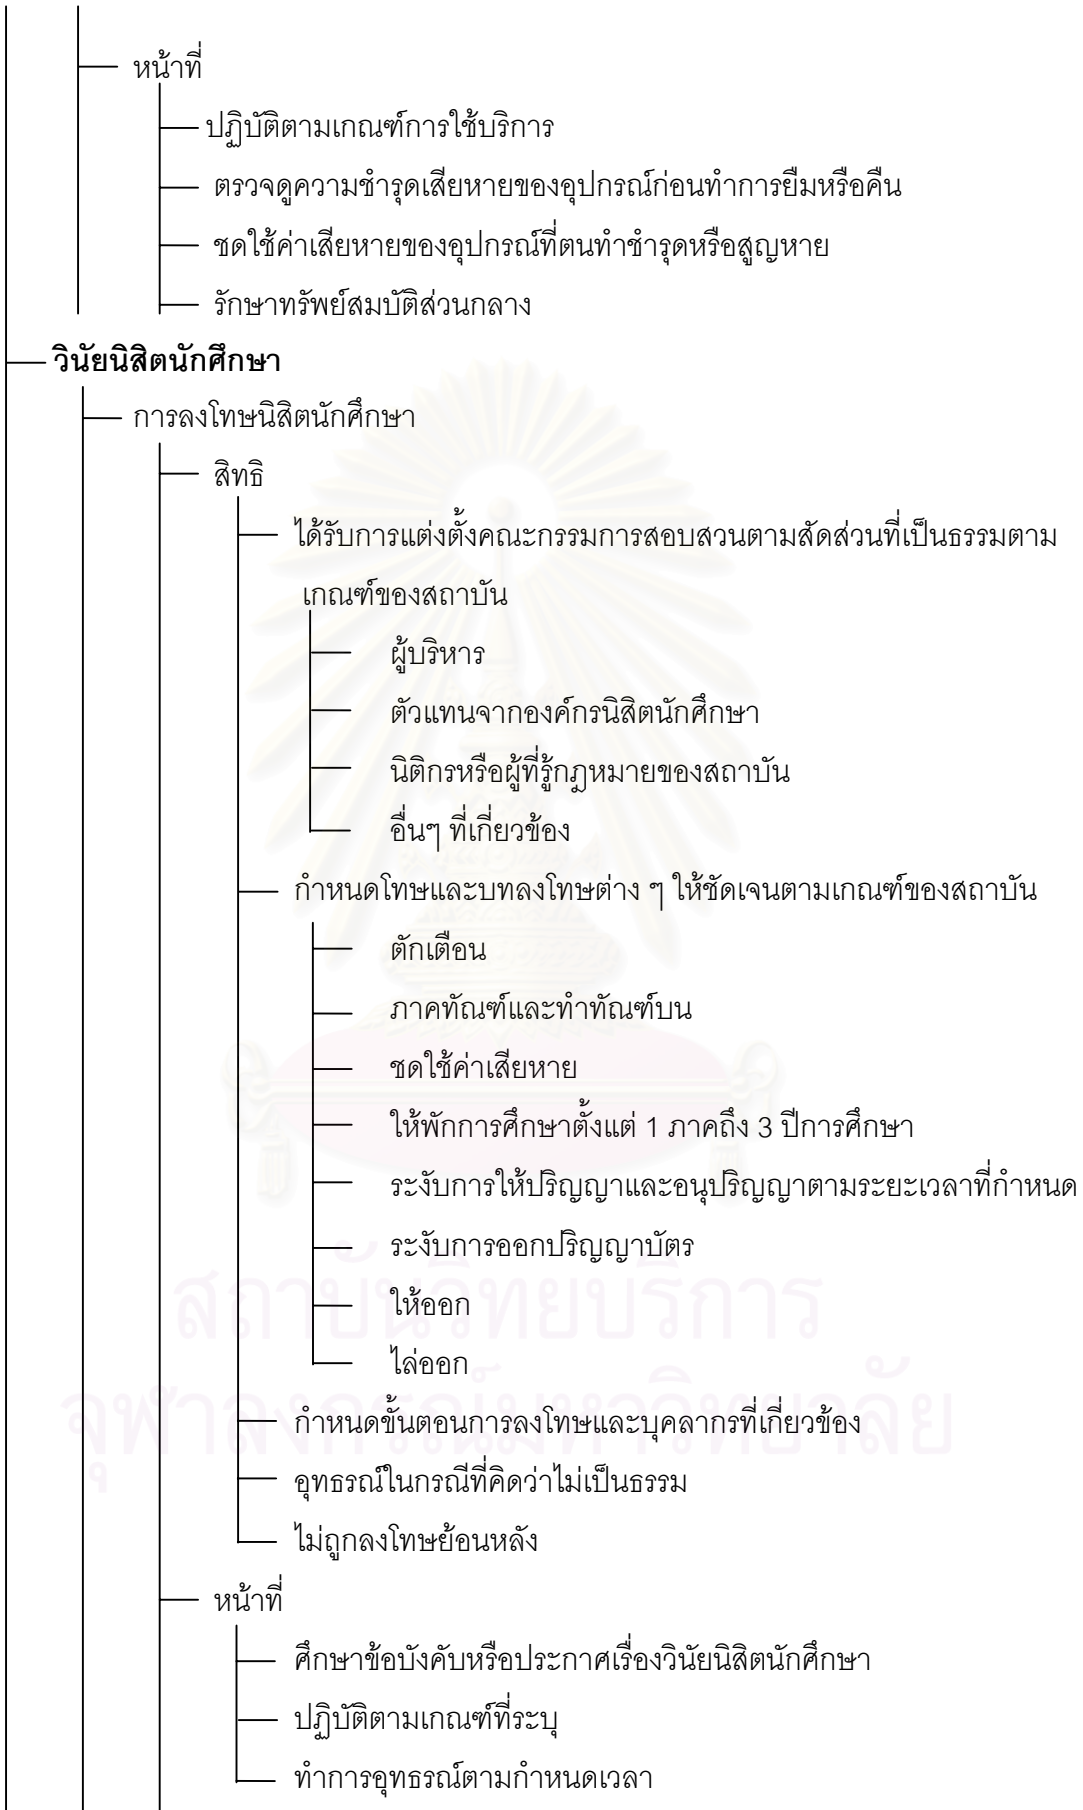 หน้าที่
ปฏิบัติตามเกณฑ์การใช้บริการ
ตรวจดูความชำรุดเสียหายของอุปกรณ์ก่อนทำการยืมหรือคืน
ชดใช้ค่าเสียหายของอุปกรณ์ที่ตนทำชำรุดหรือสูญหาย
รักษาทรัพย์สมบัติส่วนกลาง
วินัยนิสิตนักศึกษา
การลงโทษนิสิตนักศึกษา
สิทธิ
ได้รับการแต่งตั้งคณะกรรมการสอบสวนตามสัดส่วนที่เป็นธรรมตาม
เกณฑ์ของสถาบัน
ผู้บริหาร
ตัวแทนจากองค์กรนิสิตนักศึกษา
นิติกรหรือผู้ที่รู้กฎหมายของสถาบัน
อื่นๆ ที่เกี่ยวข้อง
กำหนดโทษและบทลงโทษต่าง ๆ ให้ชัดเจนตามเกณฑ์ของสถาบัน
ตักเตือน
ภาคทัณฑ์และทำทัณฑ์บน
ชดใช้ค่าเสียหาย
ให้พักการศึกษาตั้งแต่ 1 ภาคถึง 3 ปีการศึกษา
ระงับการให้ปริญญาและอนุปริญญาตามระยะเวลาที่กำหนด
ระงับการออกปริญญาบัตร
ให้ออก
ไล่ออก
กำหนดขั้นตอนการลงโทษและบุคลากรที่เกี่ยวข้อง
อุทธรณ์ในกรณีที่คิดว่าไม่เป็นธรรม
ไม่ถูกลงโทษย้อนหลัง
หน้าที่
ศึกษาข้อบังคับหรือประกาศเรื่องวินัยนิสิตนักศึกษา
ปฏิบัติตามเกณฑ์ที่ระบุ
ทำการอุทธรณ์ตามกำหนดเวลา
สถาบันวิทยบริการ
จุฬาลงกรณ์มหาวิทยาลัย